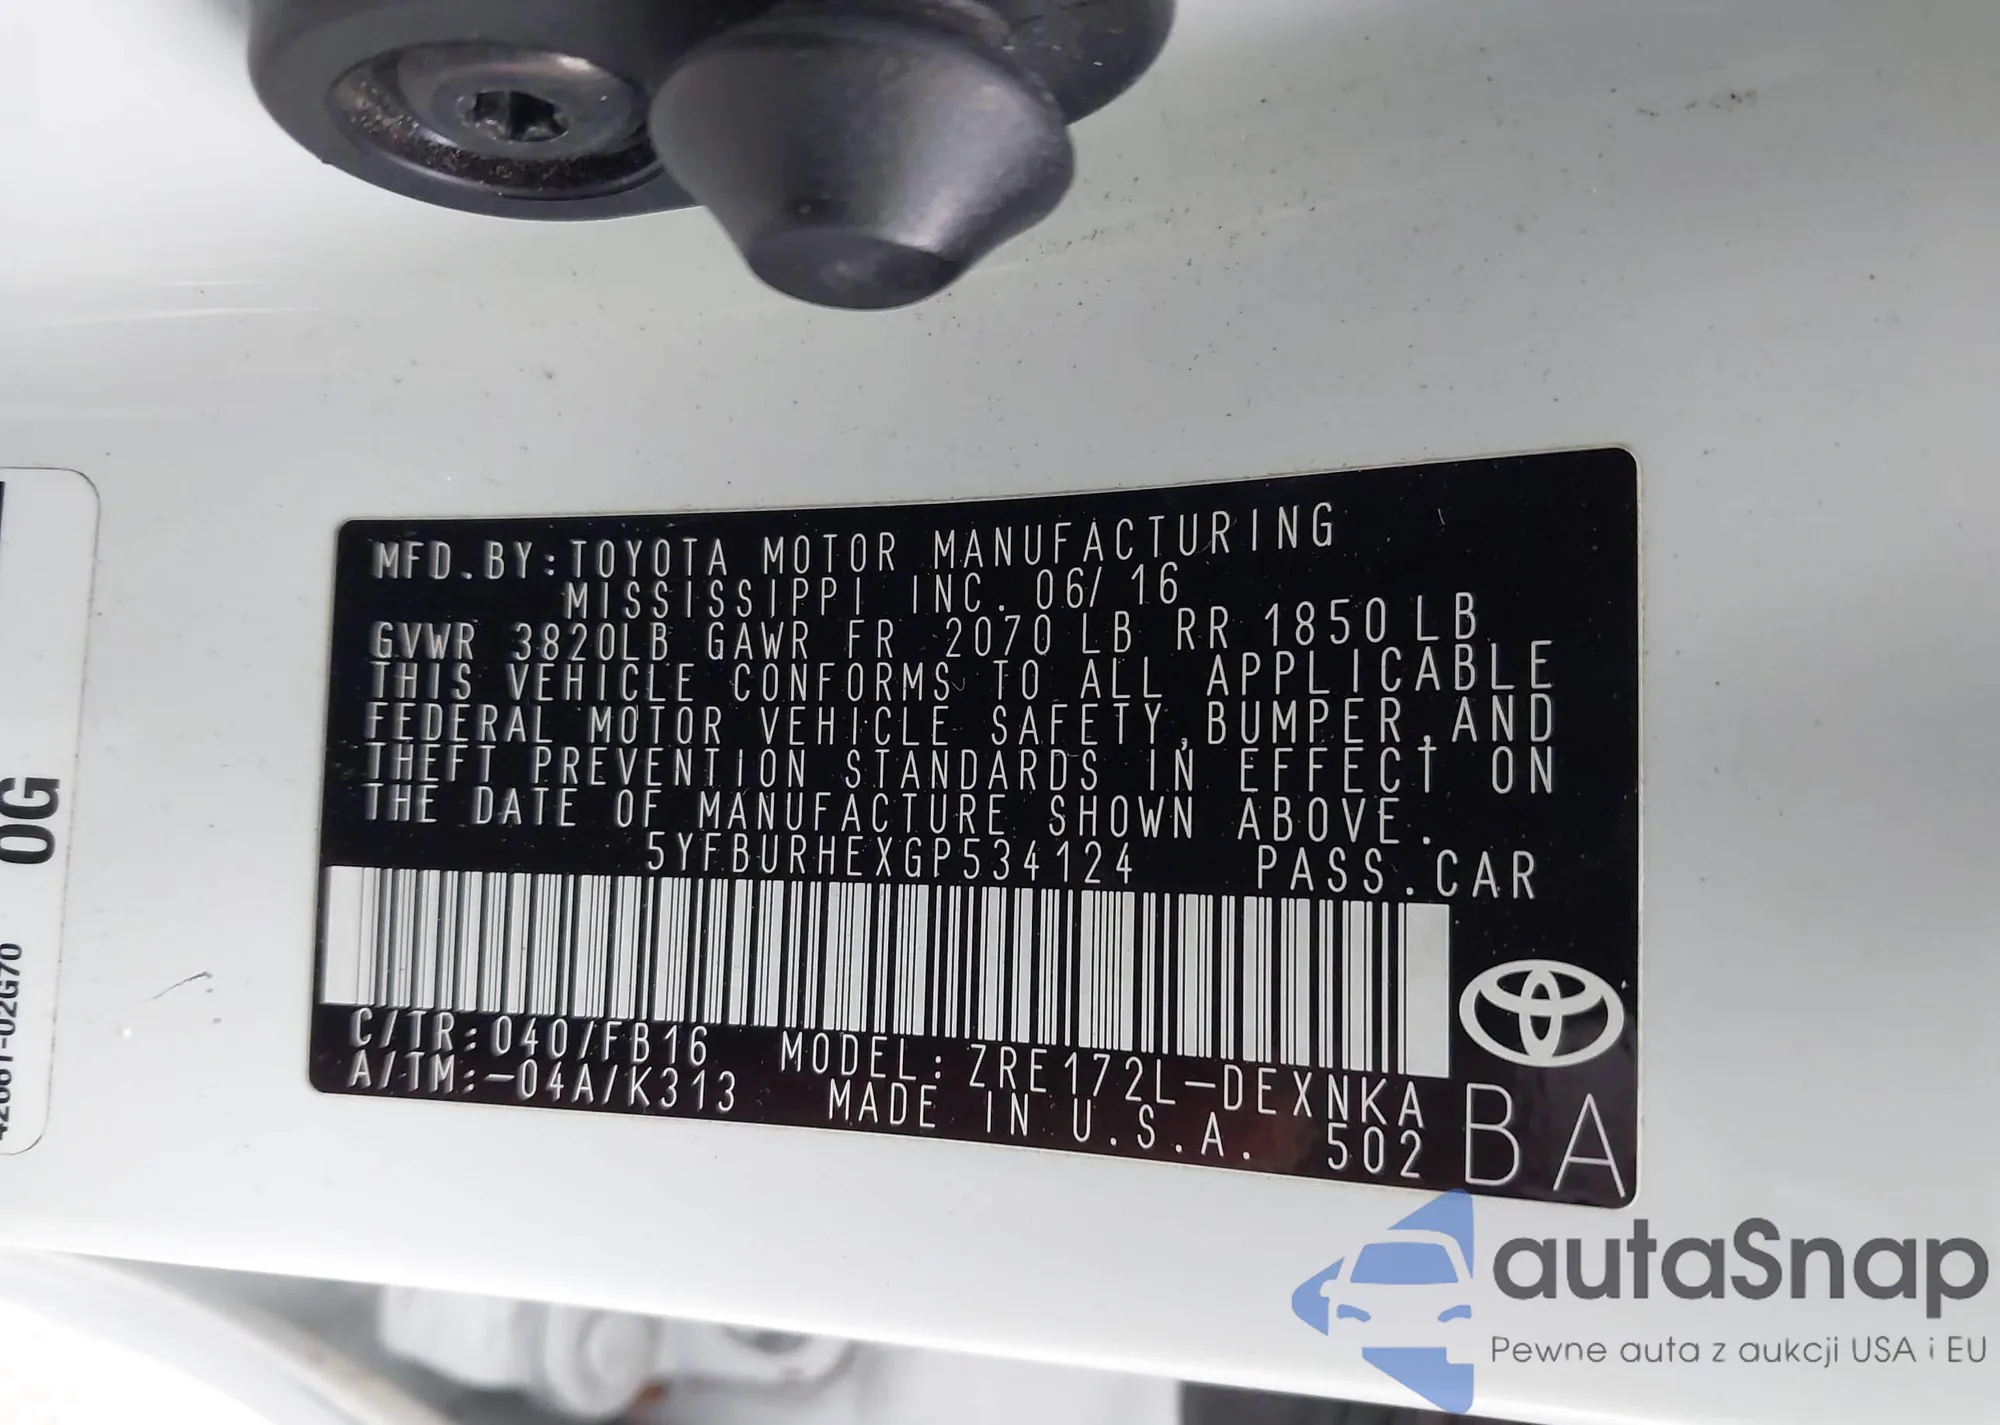 MFD.BY:TOYOTA MOTOR MANUFACTURING
MISSISSIPPI INC. 06/16
GVWR 3820LB GAWR FR 2070LB RR 1850LB
THIS VEHICLE CONFORMS TO ALL APPLICABLE
FEDERAL MOTOR VEHICLE SAFETY,BUMPER,AND
THEFT PREVENTION STANDARDS IN EFFECT ON
THE DATE OF MANUFACTURE SHOWN ABOVE.
5YFBURHEXGP534124 PASS.CAR
C/TR:040/FB16 MODEL:ZRE172L-DEXNKA
A/TM:-04A/K313 MADE IN U.S.A. 502
BA
0G
autaSnap
Pewne auta z aukcji USA i EU